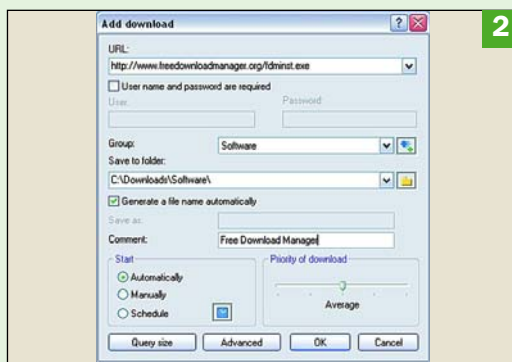 2
Add download
URL:
http://www.freedownloadmanager.org/fdminst.exe
User name and password are required
User: Password:
Group: Software
Save to folder:
C:\Downloads\Software\
Generate a file name automatically
Save as:
Comment: Free Download Manager
Start Priority of download
Automatically
Manually
Schedule
Average
Query size Advanced OK Cancel